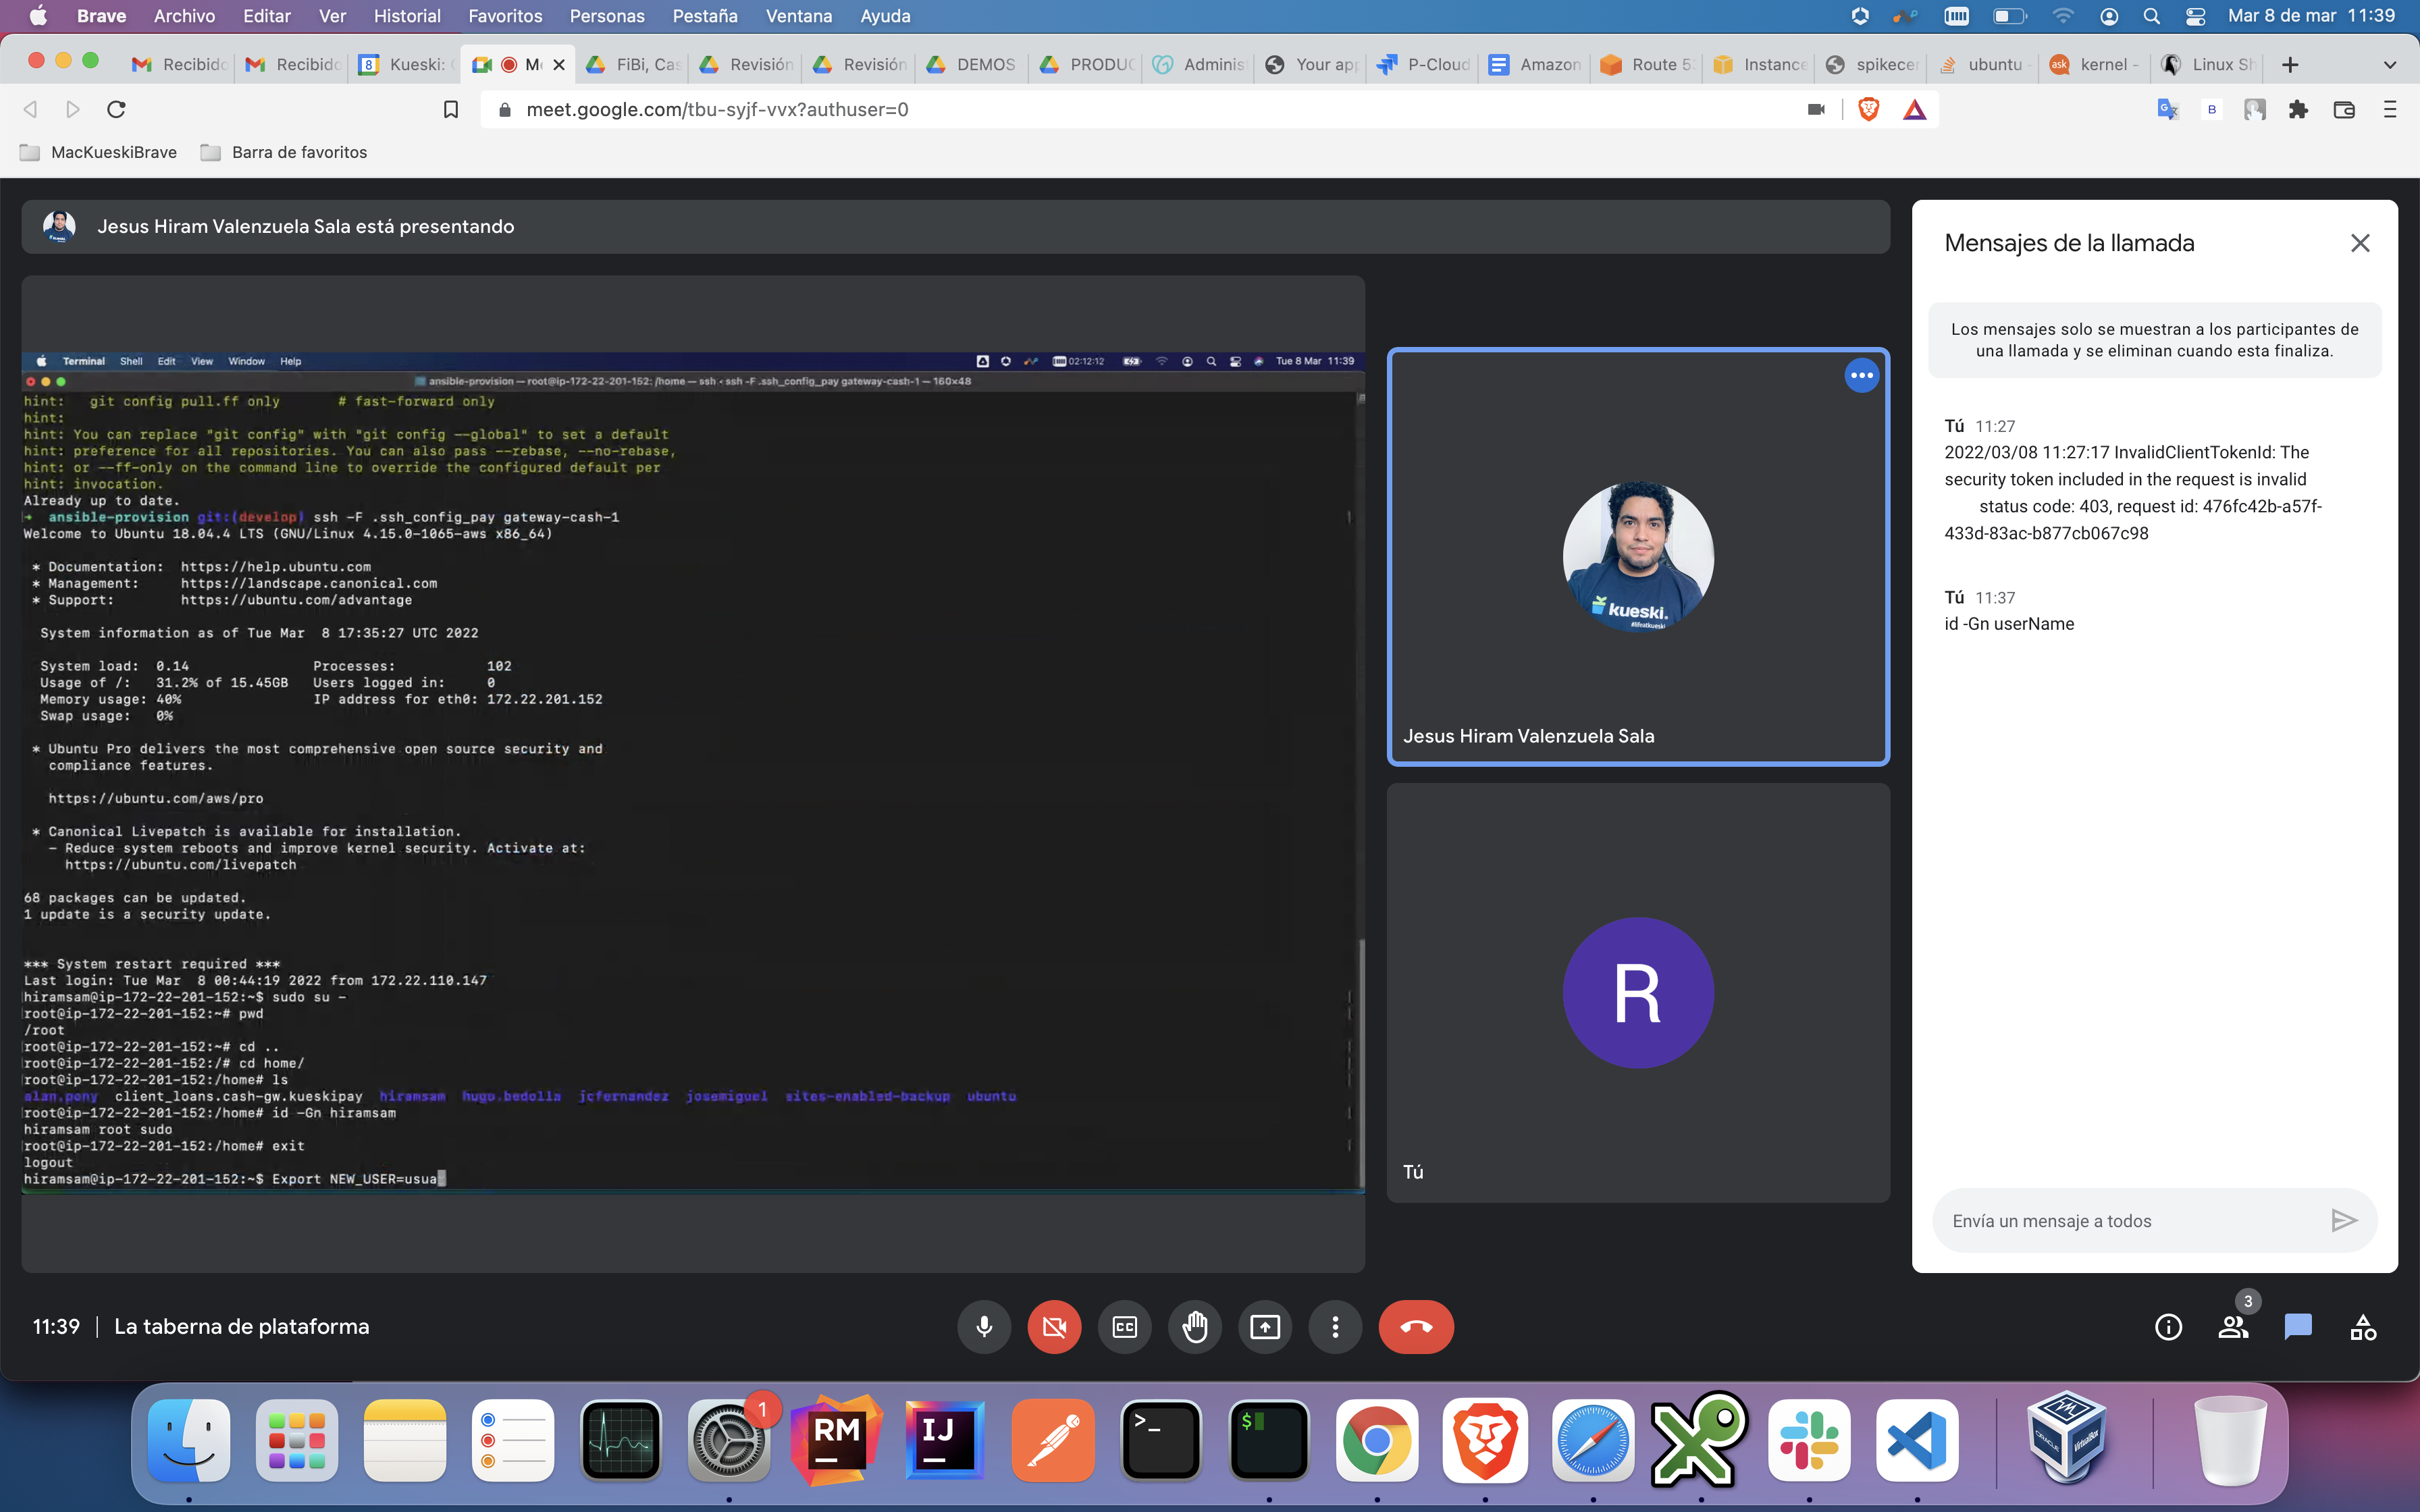 Brave Archivo Editar Ver Historial Favoritos Personas Pestaña Ventana Ayuda Mar 8 de mar 11:39
Recibido Recibido Kueski: M FiBi, Cas Revisión Revisión DEMOS PRODUC Adminis Your app P-Cloud Amazon Route 5 Instance spikecer ubuntu - kernel - Linux Sh
meet.google.com/tbu-syjf-vvx?authuser=0
MacKueskiBrave Barra de favoritos
Jesus Hiram Valenzuela Sala está presentando
Terminal Shell Edit View Window Help 02:12:12 Tue 8 Mar 11:39
ansible-provision — root@ip-172-22-201-152: /home — ssh ‹ ssh -F .ssh_config_pay gateway-cash-1 — 160×48
hint:   git config pull.ff only       # fast-forward only
hint:
hint: You can replace "git config" with "git config --global" to set a default
hint: preference for all repositories. You can also pass --rebase, --no-rebase,
hint: or --ff-only on the command line to override the configured default per
hint: invocation.
Already up to date.
➜  ansible-provision git:(develop) ssh -F .ssh_config_pay gateway-cash-1
Welcome to Ubuntu 18.04.4 LTS (GNU/Linux 4.15.0-1065-aws x86_64)
* Documentation:  https://help.ubuntu.com
* Management:     https://landscape.canonical.com
* Support:        https://ubuntu.com/advantage
System information as of Tue Mar  8 17:35:27 UTC 2022
System load:  0.14               Processes:           102
Usage of /:   31.2% of 15.45GB   Users logged in:     0
Memory usage: 40%                IP address for eth0: 172.22.201.152
Swap usage:   0%
* Ubuntu Pro delivers the most comprehensive open source security and
compliance features.
https://ubuntu.com/aws/pro
* Canonical Livepatch is available for installation.
- Reduce system reboots and improve kernel security. Activate at:
https://ubuntu.com/livepatch
68 packages can be updated.
1 update is a security update.
*** System restart required ***
Last login: Tue Mar  8 00:44:19 2022 from 172.22.110.147
hiramsam@ip-172-22-201-152:~$ sudo su -
root@ip-172-22-201-152:~# pwd
/root
root@ip-172-22-201-152:~# cd ..
root@ip-172-22-201-152:/# cd home/
root@ip-172-22-201-152:/home# ls
alan.pony  client_loans.cash-gw.kueskipay  hiramsam  hugo.bedolla  jcfernandez  josemiguel  sites-enabled-backup  ubuntu
root@ip-172-22-201-152:/home# id -Gn hiramsam
hiramsam root sudo
root@ip-172-22-201-152:/home# exit
logout
hiramsam@ip-172-22-201-152:~$ Export NEW_USER=usua
kueski.
#lifeatkueski
Jesus Hiram Valenzuela Sala
R
Tú
Mensajes de la llamada
Los mensajes solo se muestran a los participantes de
una llamada y se eliminan cuando esta finaliza.
Tú 11:27
2022/03/08 11:27:17 InvalidClientTokenId: The
security token included in the request is invalid
status code: 403, request id: 476fc42b-a57f-
433d-83ac-b877cb067c98
Tú 11:37
id -Gn userName
Envía un mensaje a todos
11:39 | La taberna de plataforma
CC
3
1
RM
IJ
>_
$
ORACLE
VirtualBox